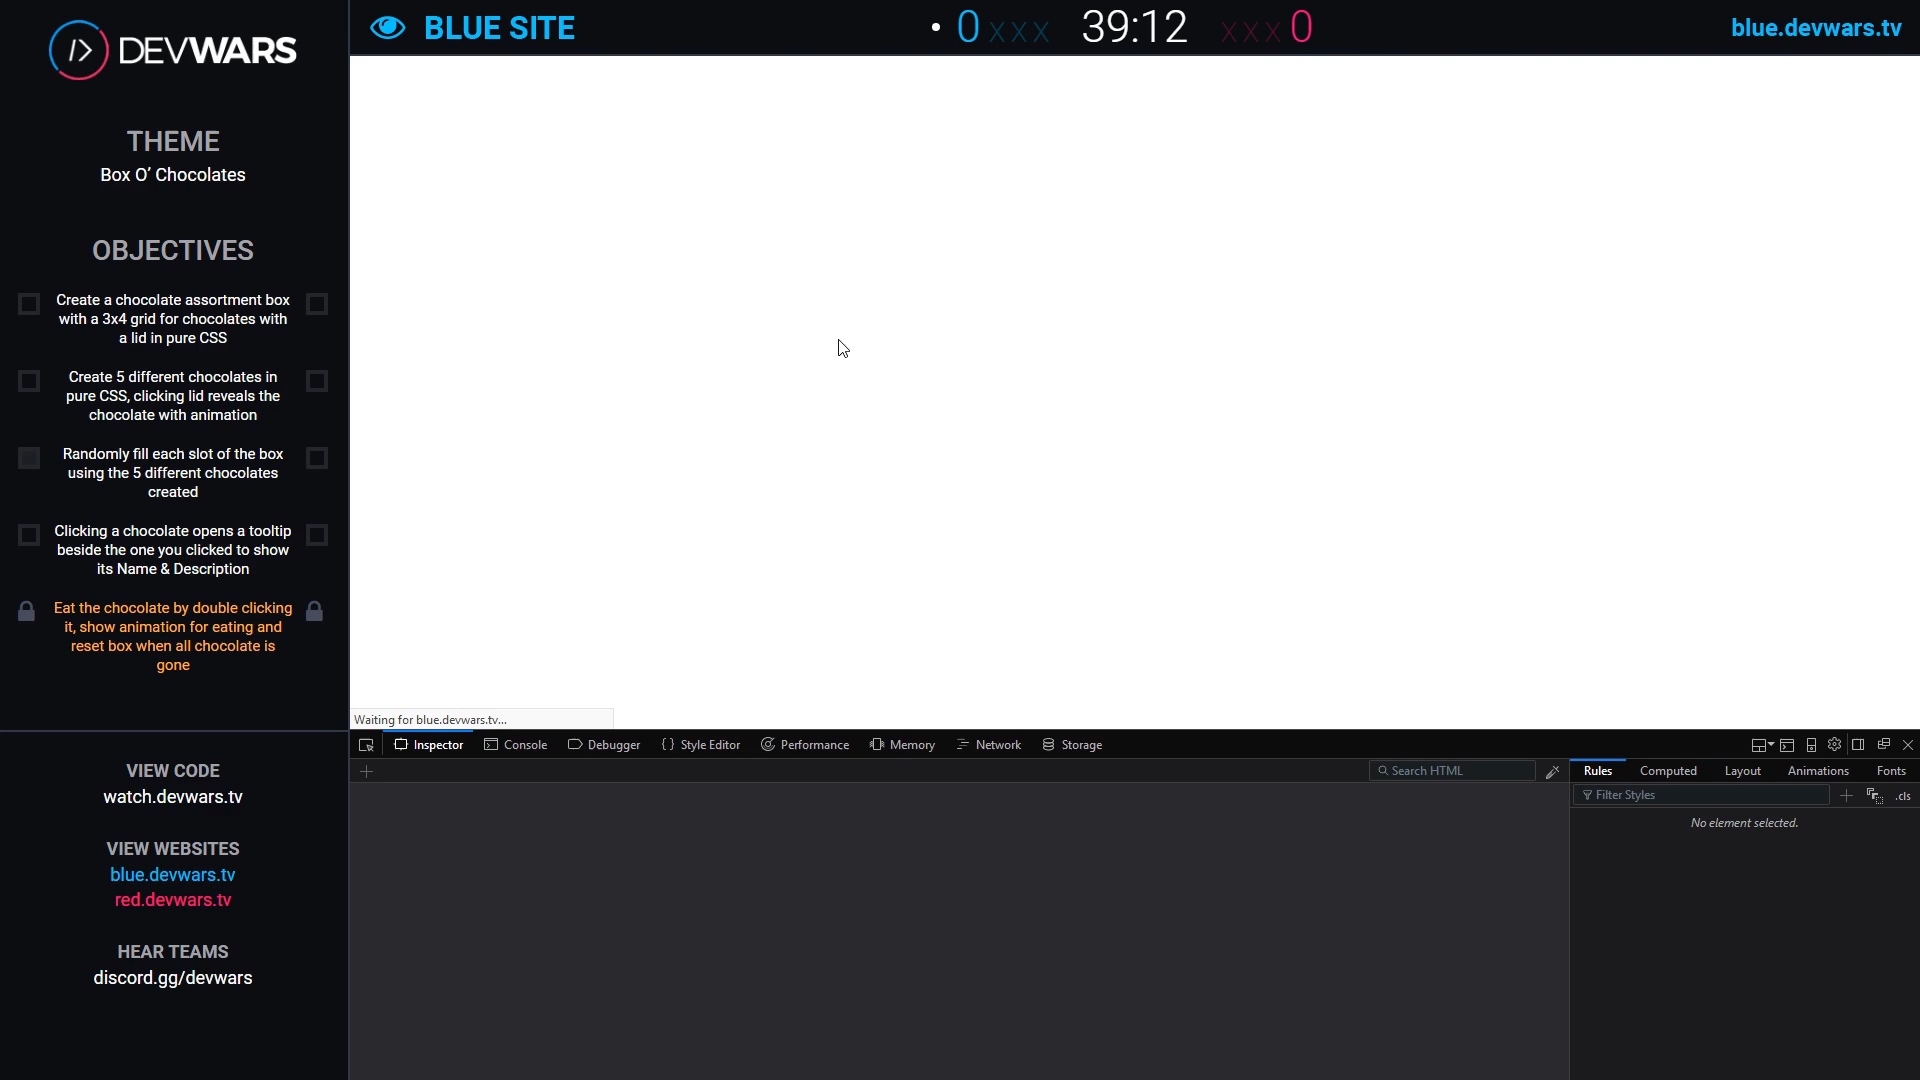 DEVWARS
BLUE SITE
0 xxx 39:12 xxx 0
blue.devwars.tv
THEME
Box O’ Chocolates
OBJECTIVES
Create a chocolate assortment box
with a 3x4 grid for chocolates with
a lid in pure CSS
Create 5 different chocolates in
pure CSS, clicking lid reveals the
chocolate with animation
Randomly fill each slot of the box
using the 5 different chocolates
created
Clicking a chocolate opens a tooltip
beside the one you clicked to show
its Name & Description
Eat the chocolate by double clicking
it, show animation for eating and
reset box when all chocolate is
gone
VIEW CODE
watch.devwars.tv
VIEW WEBSITES
blue.devwars.tv
red.devwars.tv
HEAR TEAMS
discord.gg/devwars
Waiting for blue.devwars.tv...
Inspector Console Debugger Style Editor Performance Memory Network Storage
Search HTML
Rules Computed Layout Animations Fonts
Filter Styles
.cls
No element selected.